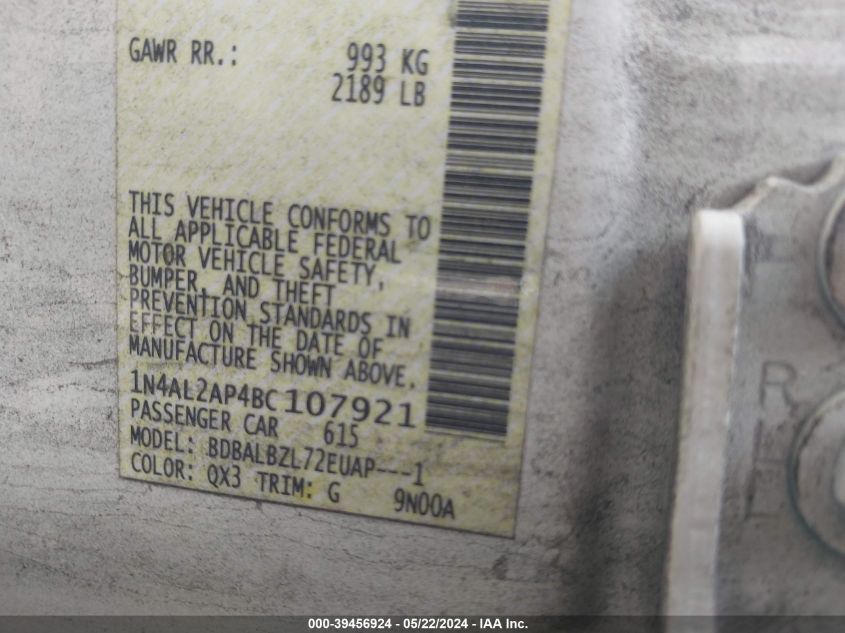 GAWR RR.: 993 KG
2189 LB
THIS VEHICLE CONFORMS TO
ALL APPLICABLE FEDERAL
MOTOR VEHICLE SAFETY,
BUMPER, AND THEFT
PREVENTION STANDARDS IN
EFFECT ON THE DATE OF
MANUFACTURE SHOWN ABOVE.
1N4AL2AP4BC107921
PASSENGER CAR 615
MODEL: BDBALBZL72EUAP---1
COLOR: QX3 TRIM: G 9N00A
000-39456924 / 05/22/2024 - IAA Inc.